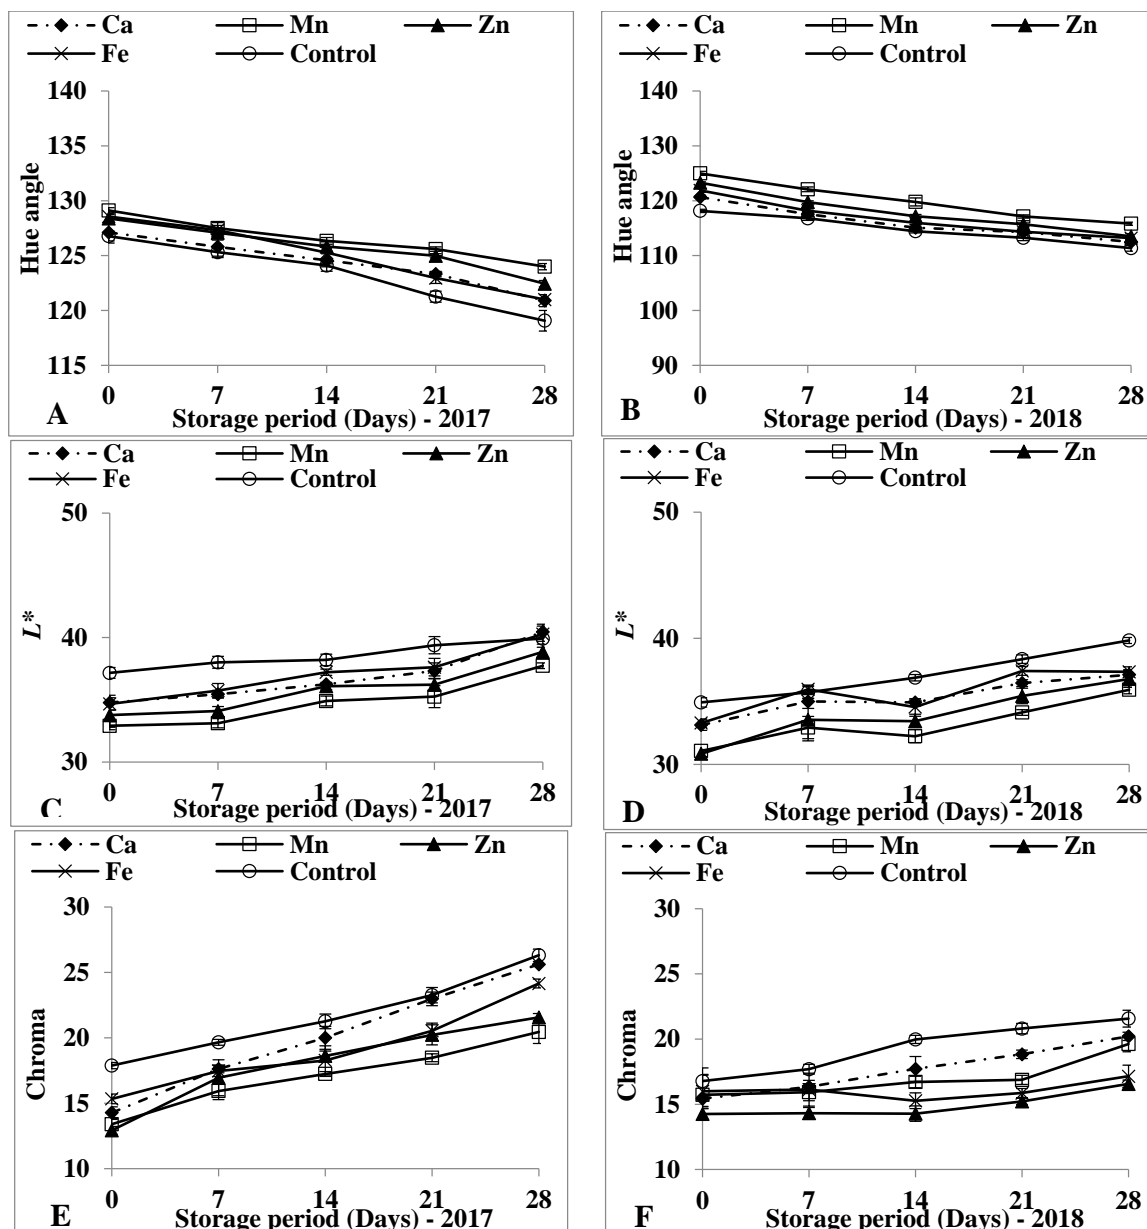 Ca Mn Zn
Fe Control
140
135
130
125
120
115
Hue angle
0 7 14 21 28
A Storage period (Days) - 2017
Ca Mn Zn
Fe Control
140
130
120
110
100
90
Hue angle
0 7 14 21 28
B Storage period (Days) - 2018
Ca Mn Zn
Fe Control
50
40
30
L*
0 7 14 21 28
C Storage period (Days) - 2017
Ca Mn Zn
Fe Control
50
40
30
L*
0 7 14 21 28
D Storage period (Days) - 2018
Ca Mn Zn
Fe Control
30
25
20
15
10
Chroma
0 7 14 21 28
E Storage period (Days) - 2017
Ca Mn Zn
Fe Control
30
25
20
15
10
Chroma
0 7 14 21 28
F Storage period (Days) - 2018